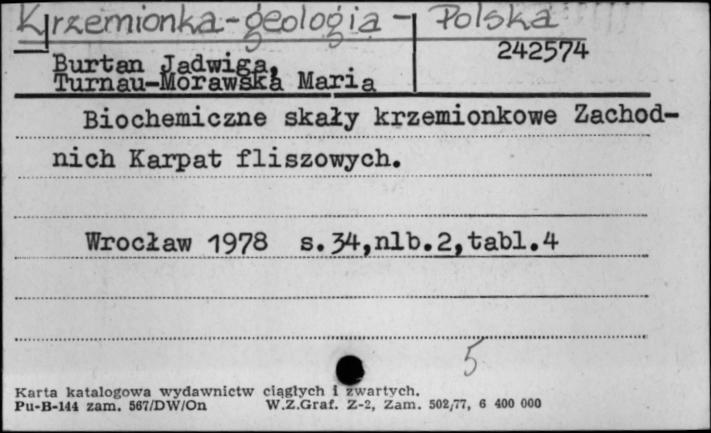 Krzemionka-geologia - Polska
242574
Burtan Jadwiga,
Turnau-Morawska Maria
Biochemiczne skały krzemionkowe Zachod-
nich Karpat fliszowych.
Wrocław 1978 s.34,nlb.2,tabl.4
5
Karta katalogowa wydawnictw ciągłych i zwartych.
Pu-B-144 zam. 567/DW/On W.Z.Graf. Z-2, Zam. 502/77, 6 400 000